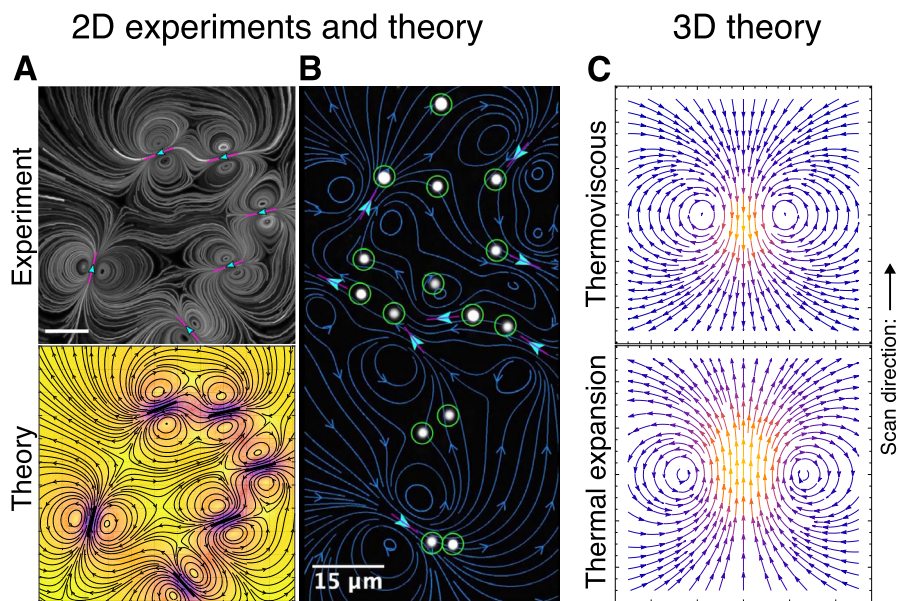 2D experiments and theory
3D theory
A
B
C
Experiment
Theory
15 μm
Thermoviscous
Thermal expansion
Scan direction: